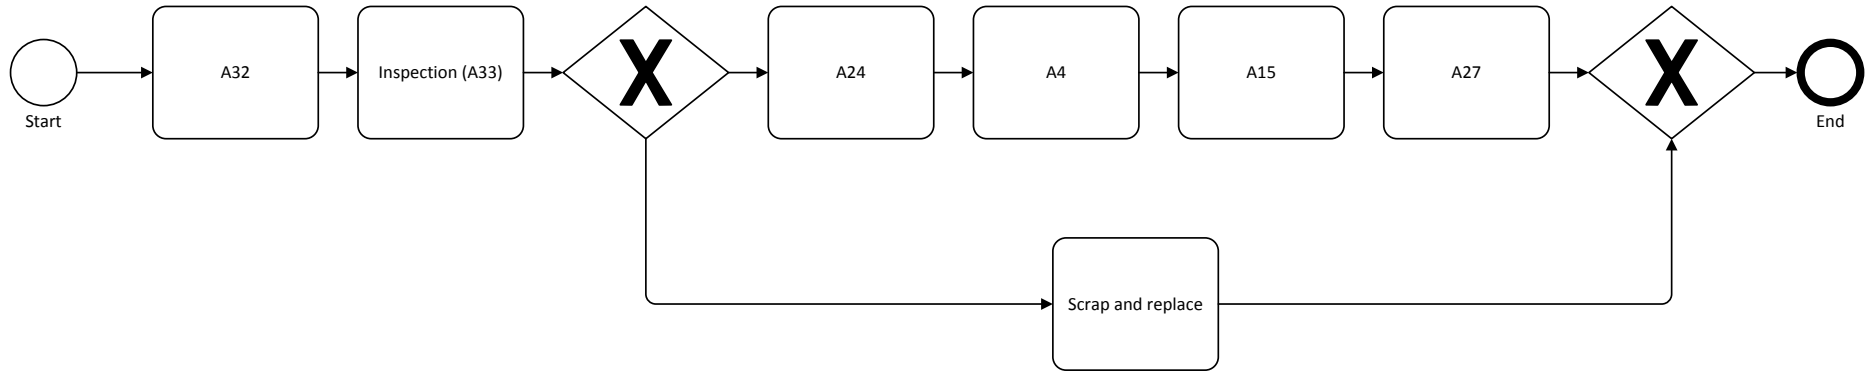 A32
Inspection (A33)
A24
A4
A15
A27
Start
End
Scrap and replace